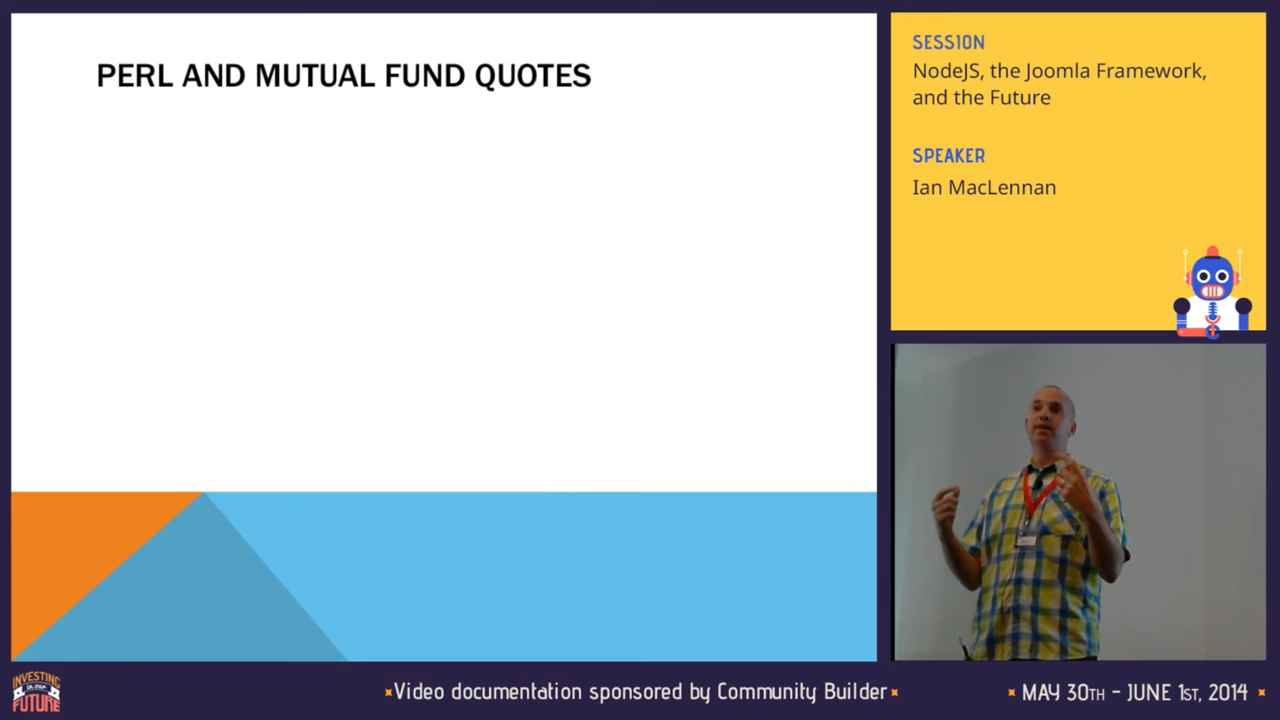 PERL AND MUTUAL FUND QUOTES
SESSION
NodeJS, the Joomla Framework,
and the Future
SPEAKER
Ian MacLennan
INVESTING
IN OUR
FUTURE
Video documentation sponsored by Community Builder
MAY 30TH - JUNE 1ST, 2014